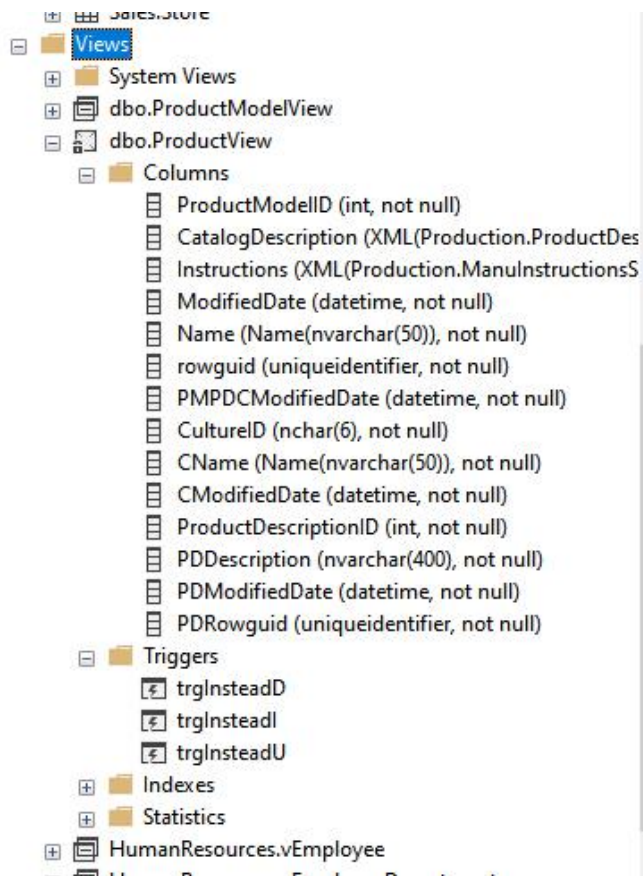 Sales.Store
Views
System Views
dbo.ProductModelView
dbo.ProductView
Columns
ProductModelID (int, not null)
CatalogDescription (XML(Production.ProductDes
Instructions (XML(Production.ManuInstructionsS
ModifiedDate (datetime, not null)
Name (Name(nvarchar(50)), not null)
rowguid (uniqueidentifier, not null)
PMPDCModifiedDate (datetime, not null)
CultureID (nchar(6), not null)
CName (Name(nvarchar(50)), not null)
CModifiedDate (datetime, not null)
ProductDescriptionID (int, not null)
PDDescription (nvarchar(400), not null)
PDModifiedDate (datetime, not null)
PDRowguid (uniqueidentifier, not null)
Triggers
trgInsteadD
trgInsteadI
trgInsteadU
Indexes
Statistics
HumanResources.vEmployee